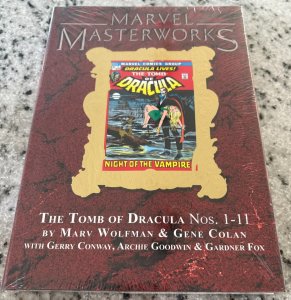 MARVEL
MASTERWORKS
MARVEL COMICS GROUP
DRACULA LIVES!
THE TOMB OF
DRACULA
NIGHT OF THE VAMPIRE!
THE TOMB OF DRACULA NOS. 1-11
BY MARV WOLFMAN & GENE COLAN
WITH GERRY CONWAY, ARCHIE GOODWIN & GARDNER FOX